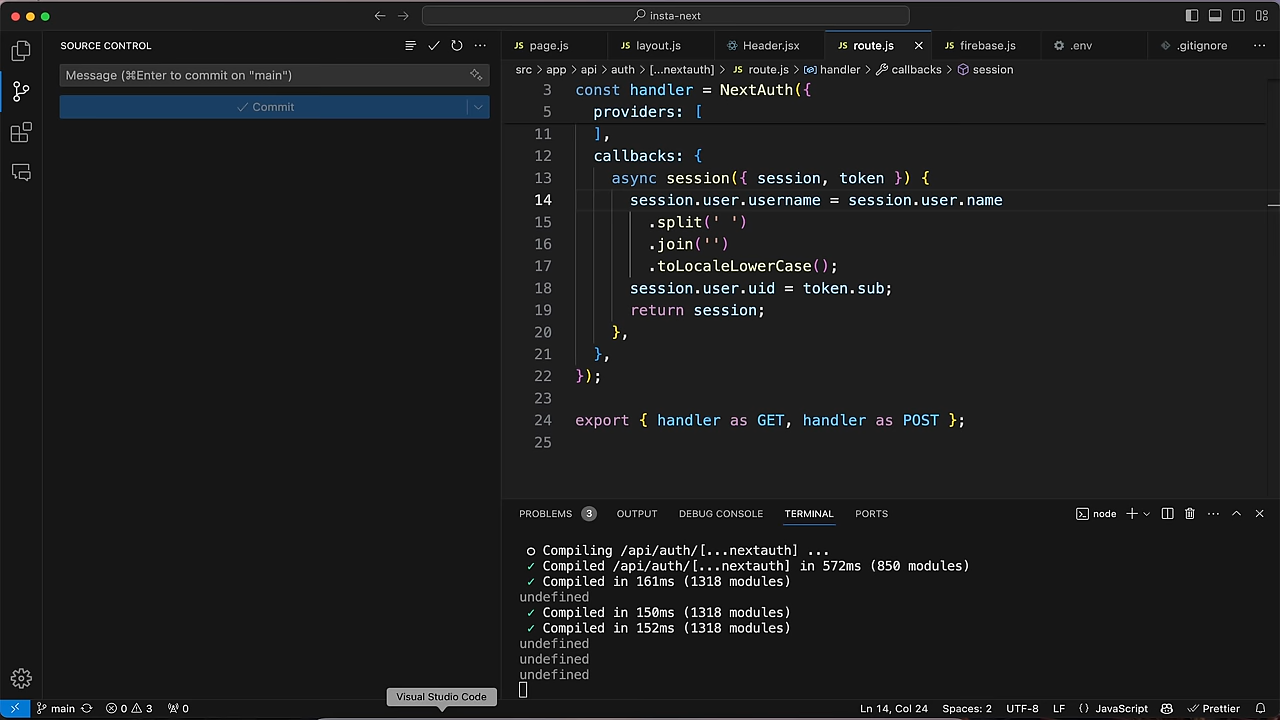 insta-next
SOURCE CONTROL
Message (⌘Enter to commit on "main")
Commit
page.js
layout.js
Header.jsx
route.js
firebase.js
.env
.gitignore
src > app > api > auth > [...nextauth] > JS route.js > handler > callbacks > session
3 const handler = NextAuth({
5 providers: [
11 ],
12 callbacks: {
13 async session({ session, token }) {
14 session.user.username = session.user.name
15 .split(' ')
16 .join('')
17 .toLocaleLowerCase();
18 session.user.uid = token.sub;
19 return session;
20 },
21 },
22 });
23
24 export { handler as GET, handler as POST };
25
PROBLEMS 3 OUTPUT DEBUG CONSOLE TERMINAL PORTS node
○ Compiling /api/auth/[...nextauth] ...
✓ Compiled /api/auth/[...nextauth] in 572ms (850 modules)
✓ Compiled in 161ms (1318 modules)
undefined
✓ Compiled in 150ms (1318 modules)
✓ Compiled in 152ms (1318 modules)
undefined
undefined
undefined
Visual Studio Code
main 0 3 0 Ln 14, Col 24 Spaces: 2 UTF-8 LF {} JavaScript Prettier